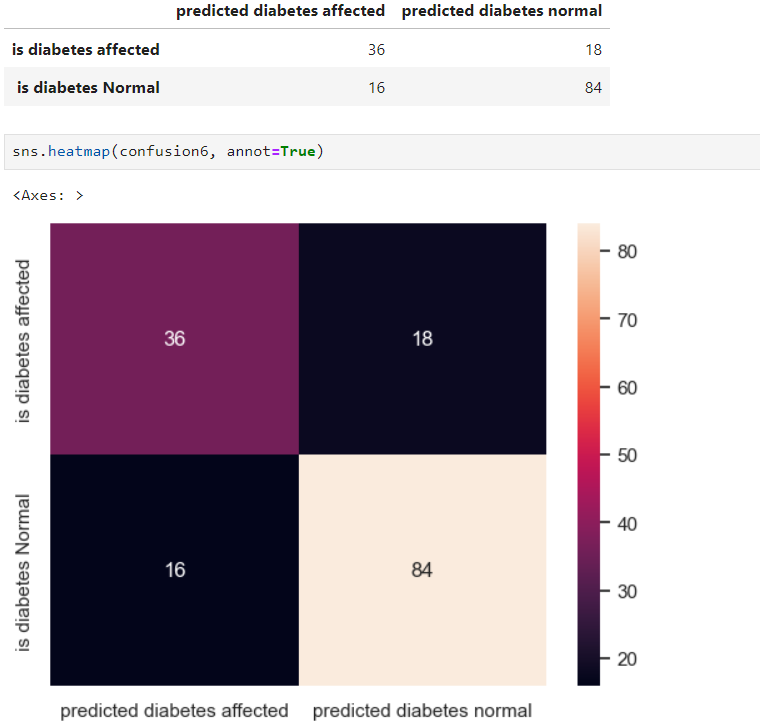 predicted diabetes affected predicted diabetes normal
is diabetes affected 36 18
is diabetes Normal 16 84
sns.heatmap(confusion6, annot=True)
<Axes: >
is diabetes affected
is diabetes Normal
36 18
16 84
predicted diabetes affected predicted diabetes normal
80
70
60
50
40
30
20